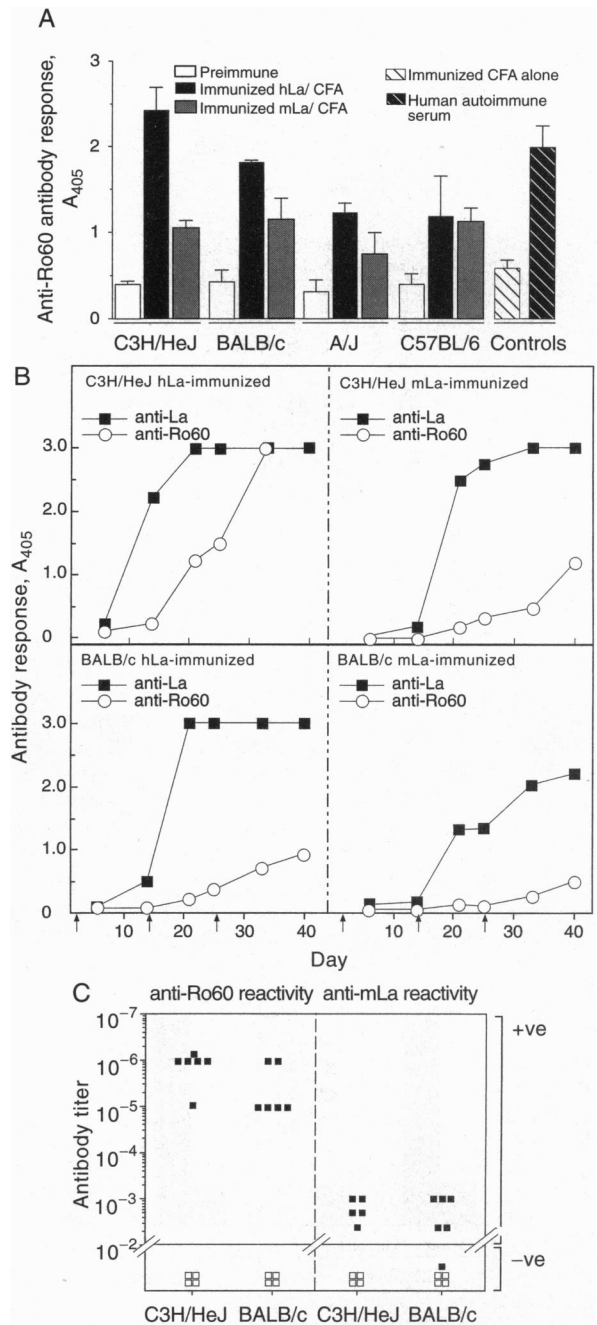 A
Anti-Ro60 antibody response,
A405
3
2
1
0
Preimmune
Immunized hLa/ CFA
Immunized mLa/ CFA
Immunized CFA alone
Human autoimmune
serum
C3H/HeJ BALB/c A/J C57BL/6 Controls
B
Antibody response, A405
C3H/HeJ hLa-immunized
anti-La
anti-Ro60
3.0
2.0
1.0
0
C3H/HeJ mLa-immunized
anti-La
anti-Ro60
BALB/c hLa-immunized
anti-La
anti-Ro60
3.0
2.0
1.0
0
BALB/c mLa-immunized
anti-La
anti-Ro60
10 20 30 40 10 20 30 40
Day
C
anti-Ro60 reactivity anti-mLa reactivity
Antibody titer
10-7
10-6
10-5
10-4
10-3
10-2
+ve
–ve
C3H/HeJ BALB/c C3H/HeJ BALB/c